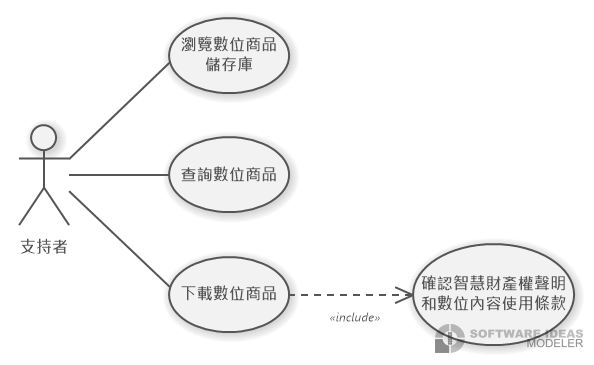 瀏覽數位商品
儲存庫
查詢數位商品
支持者
下載數位商品
確認智慧財產權聲明
和數位內容使用條款
«include»
SOFTWARE IDEAS
MODELER